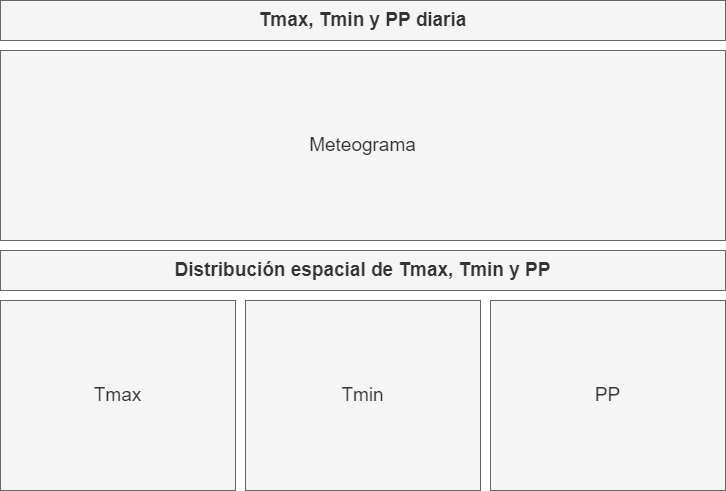 Tmax, Tmin y PP diaria
Meteograma
Distribución espacial de Tmax, Tmin y PP
Tmax
Tmin
PP